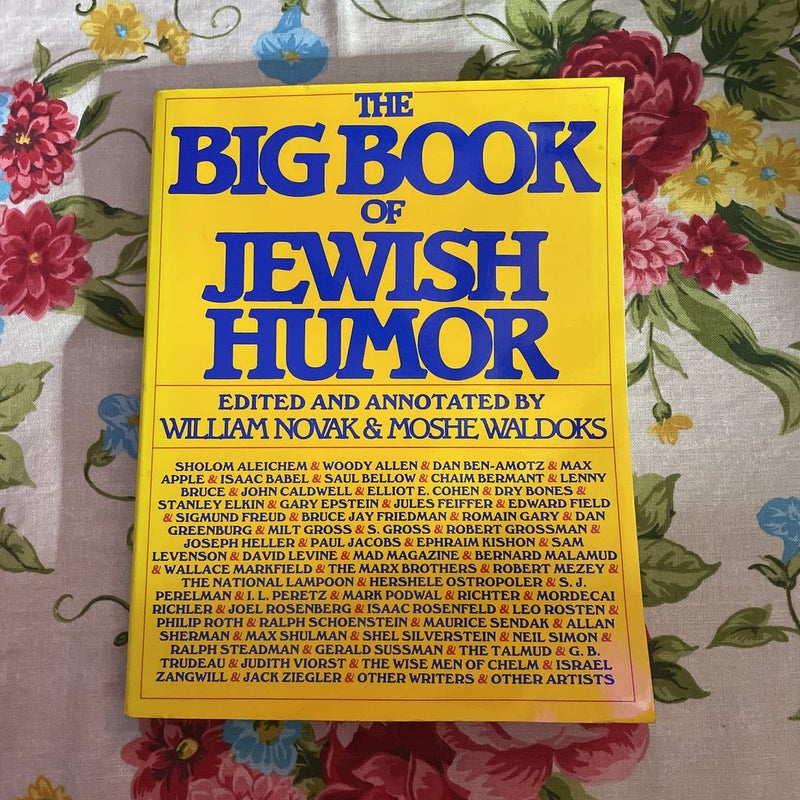 THE
BIG BOOK
OF
JEWISH
HUMOR
EDITED AND ANNOTATED BY
WILLIAM NOVAK & MOSHE WALDOKS
SHOLOM ALEICHEM & WOODY ALLEN & DAN BEN-AMOTZ & MAX
APPLE & ISAAC BABEL & SAUL BELLOW & CHAIM BERMANT & LENNY
BRUCE & JOHN CALDWELL & ELLIOT E. COHEN & DRY BONES &
STANLEY ELKIN & GARY EPSTEIN & JULES FEIFFER & EDWARD FIELD
& SIGMUND FREUD & BRUCE JAY FRIEDMAN & ROMAIN GARY & DAN
GREENBURG & MILT GROSS & S. GROSS & ROBERT GROSSMAN &
JOSEPH HELLER & PAUL JACOBS & EPHRAIM KISHON & SAM
LEVENSON & DAVID LEVINE & MAD MAGAZINE & BERNARD MALAMUD
& WALLACE MARKFIELD & THE MARX BROTHERS & ROBERT MEZEY &
THE NATIONAL LAMPOON & HERSHELE OSTROPOLER & S. J.
PERELMAN & I. L. PERETZ & MARK PODWAL & RICHTER & MORDECAI
RICHLER & JOEL ROSENBERG & ISAAC ROSENFELD & LEO ROSTEN &
PHILIP ROTH & RALPH SCHOENSTEIN & MAURICE SENDAK & ALLAN
SHERMAN & MAX SHULMAN & SHEL SILVERSTEIN & NEIL SIMON &
RALPH STEADMAN & GERALD SUSSMAN & THE TALMUD & G. B.
TRUDEAU & JUDITH VIORST & THE WISE MEN OF CHELM & ISRAEL
ZANGWILL & JACK ZIEGLER & OTHER WRITERS & OTHER ARTISTS